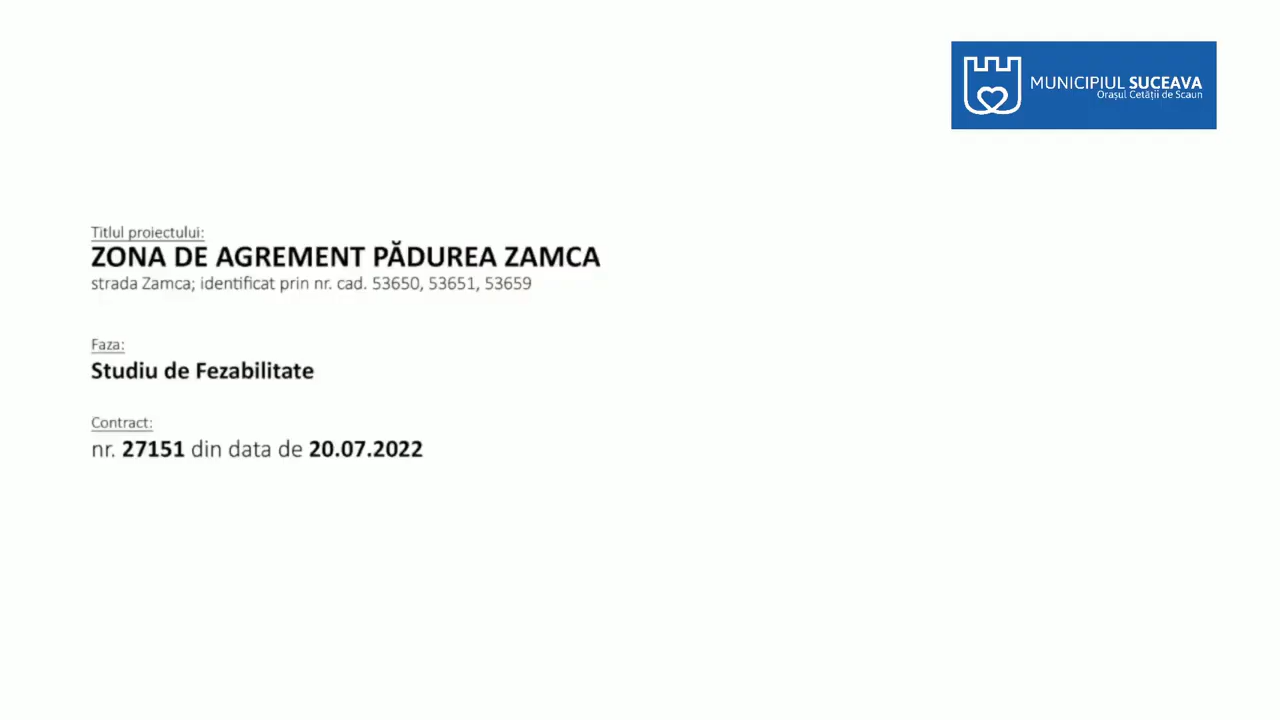 MUNICIPIUL SUCEAVA
Orașul Cetății de Scaun
Titlul proiectului:
ZONA DE AGREMENT PĂDUREA ZAMCA
strada Zamca; identificat prin nr. cad. 53650, 53651, 53659
Faza:
Studiu de Fezabilitate
Contract:
nr. 27151 din data de 20.07.2022